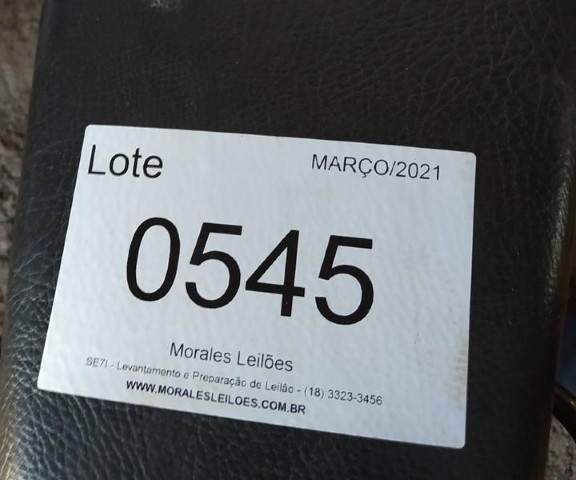 Lote MARÇO/2021
0545
Morales Leilões
SE7I - Levantamento e Preparação de Leilão - (18) 3323-3456
WWW.MORALESLEILOES.COM.BR